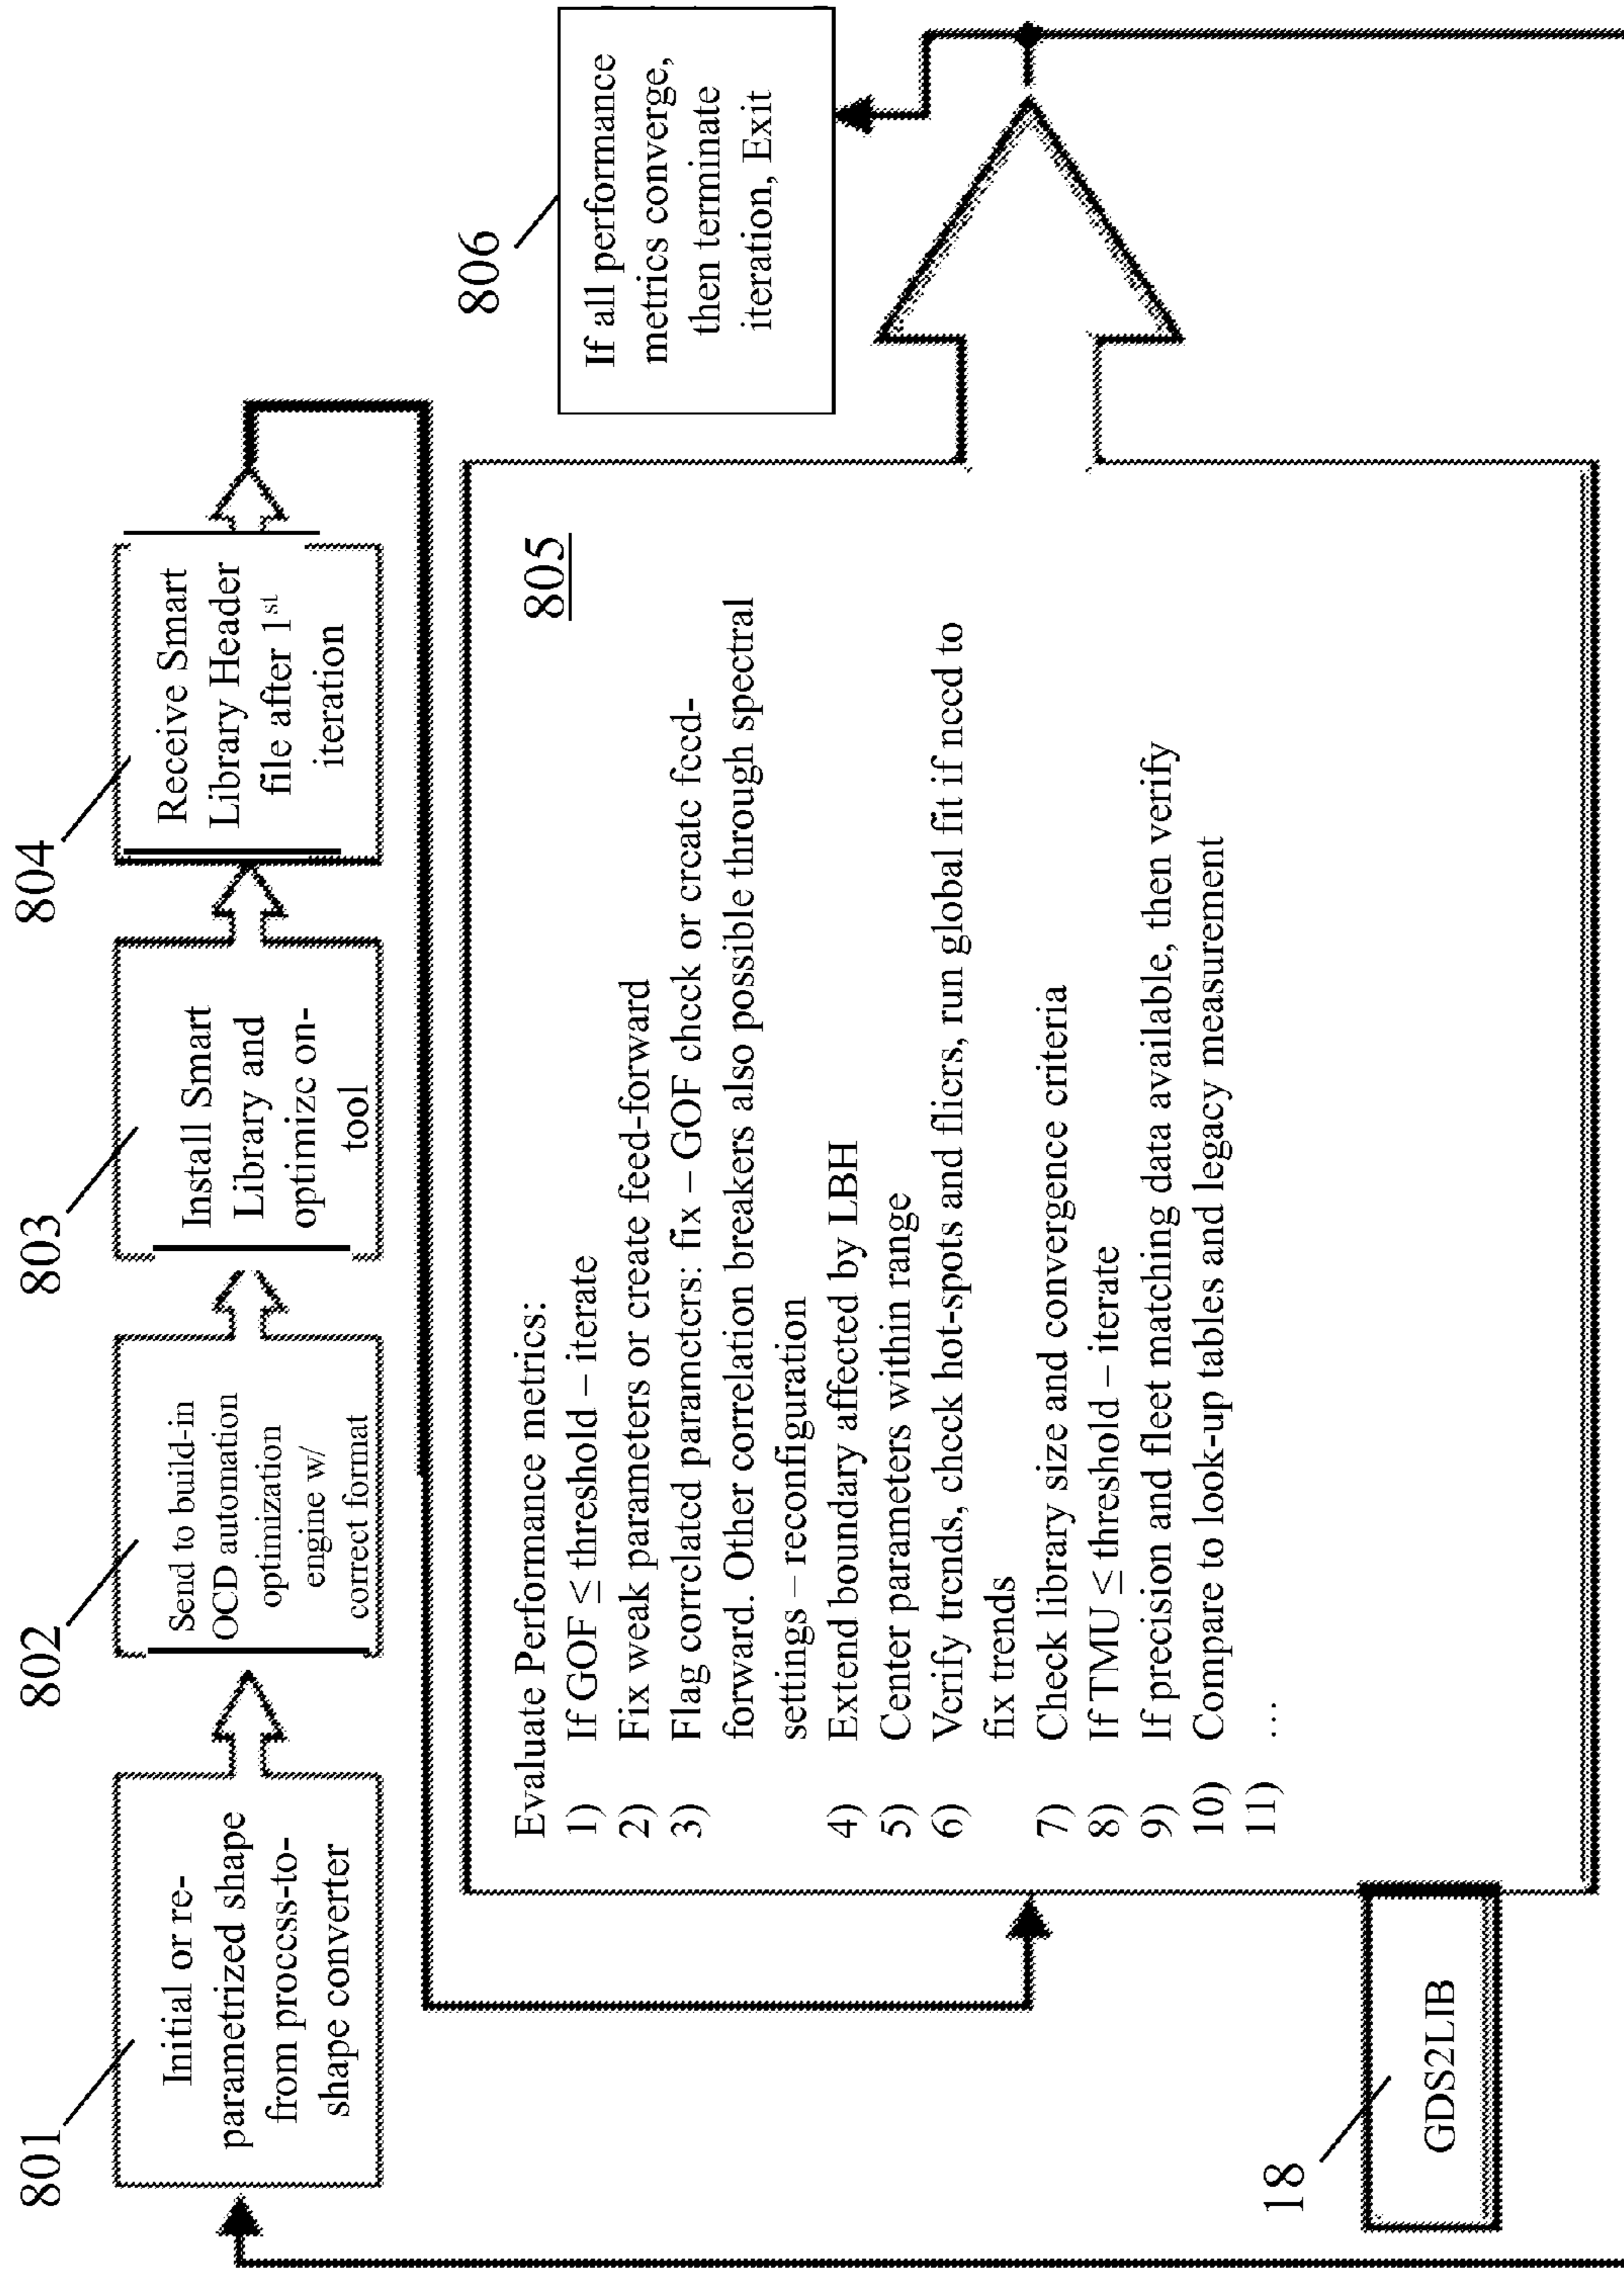 801
Initial or re-
parametrized shape
from process-to-
shape converter
802
Send to build-in
OCD automation
optimization
engine w/
correct format
803
Install Smart
Library and
optimize on-
tool
804
Receive Smart
Library Header
file after 1st
iteration
805
Evaluate Performance metrics:
1) If GOF ≤ threshold – iterate
2) Fix weak parameters or create feed-forward
3) Flag correlated parameters: fix – GOF check or create feed-
forward. Other correlation breakers also possible through spectral
settings – reconfiguration
4) Extend boundary affected by LBH
5) Center parameters within range
6) Verify trends, check hot-spots and fliers, run global fit if need to
fix trends
7) Check library size and convergence criteria
8) If TMU ≤ threshold – iterate
9) If precision and fleet matching data available, then verify
10) Compare to look-up tables and legacy measurement
11) …
806
If all performance
metrics converge,
then terminate
iteration, Exit
18
GDS2LIB